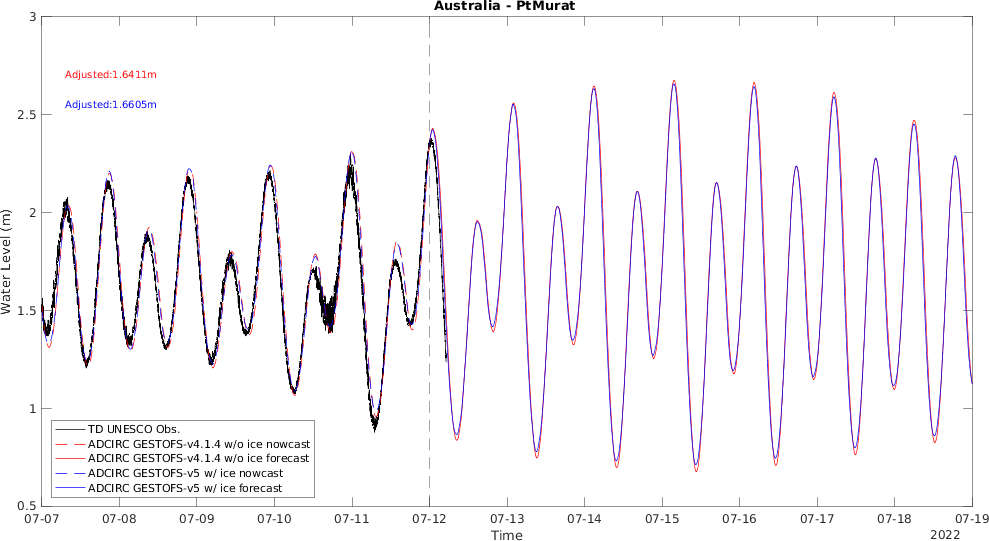 Australia - PtMurat
Adjusted:1.6411m
Adjusted:1.6605m
Water Level (m)
3
2.5
2
1.5
1
0.5
TD UNESCO Obs.
ADCIRC GESTOFS-v4.1.4 w/o ice nowcast
ADCIRC GESTOFS-v4.1.4 w/o ice forecast
ADCIRC GESTOFS-v5 w/ ice nowcast
ADCIRC GESTOFS-v5 w/ ice forecast
07-07 07-08 07-09 07-10 07-11 07-12 07-13 07-14 07-15 07-16 07-17 07-18 07-19
Time
2022